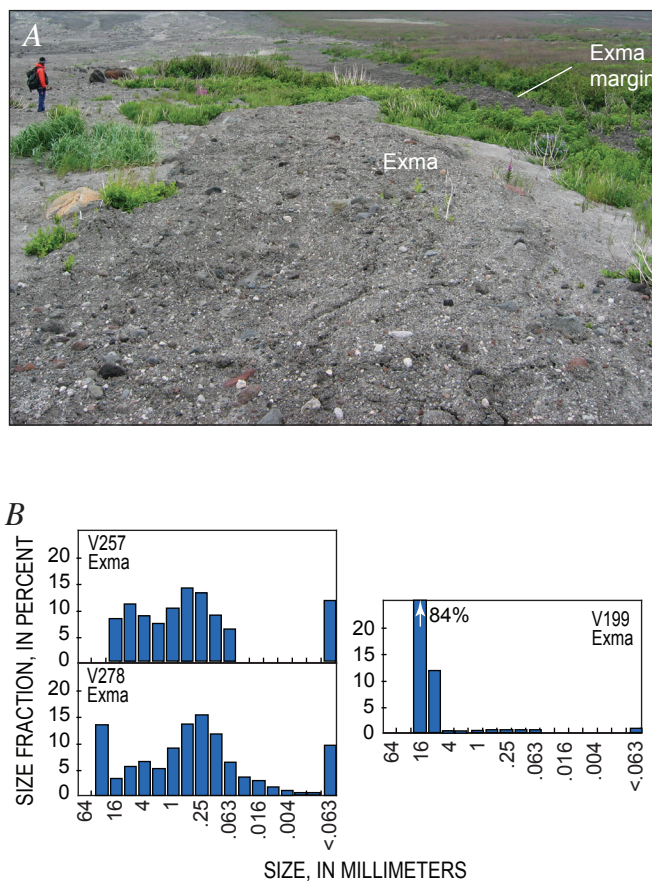 A
Exma
margin
Exma
B
SIZE FRACTION, IN PERCENT
V257
Exma
20
15
10
5
0
V278
Exma
20
15
10
5
0
64
16
4
1
.25
.063
.016
.004
<.063
84%
V199
Exma
20
15
10
5
0
64
16
4
1
.25
.063
.016
.004
<.063
SIZE, IN MILLIMETERS